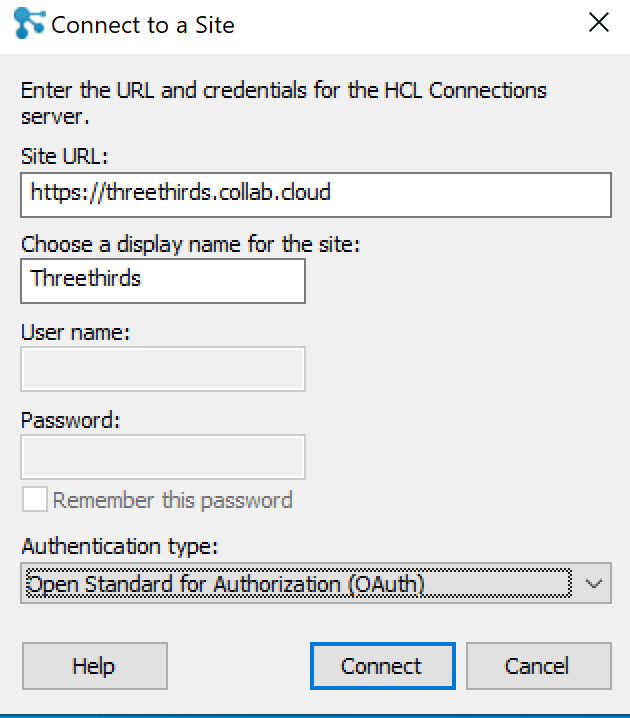 Connect to a Site
Enter the URL and credentials for the HCL Connections
server.
Site URL:
https://threethirds.collab.cloud
Choose a display name for the site:
Threethirds
User name:
Password:
Remember this password
Authentication type:
Open Standard for Authorization (OAuth)
Help Connect Cancel